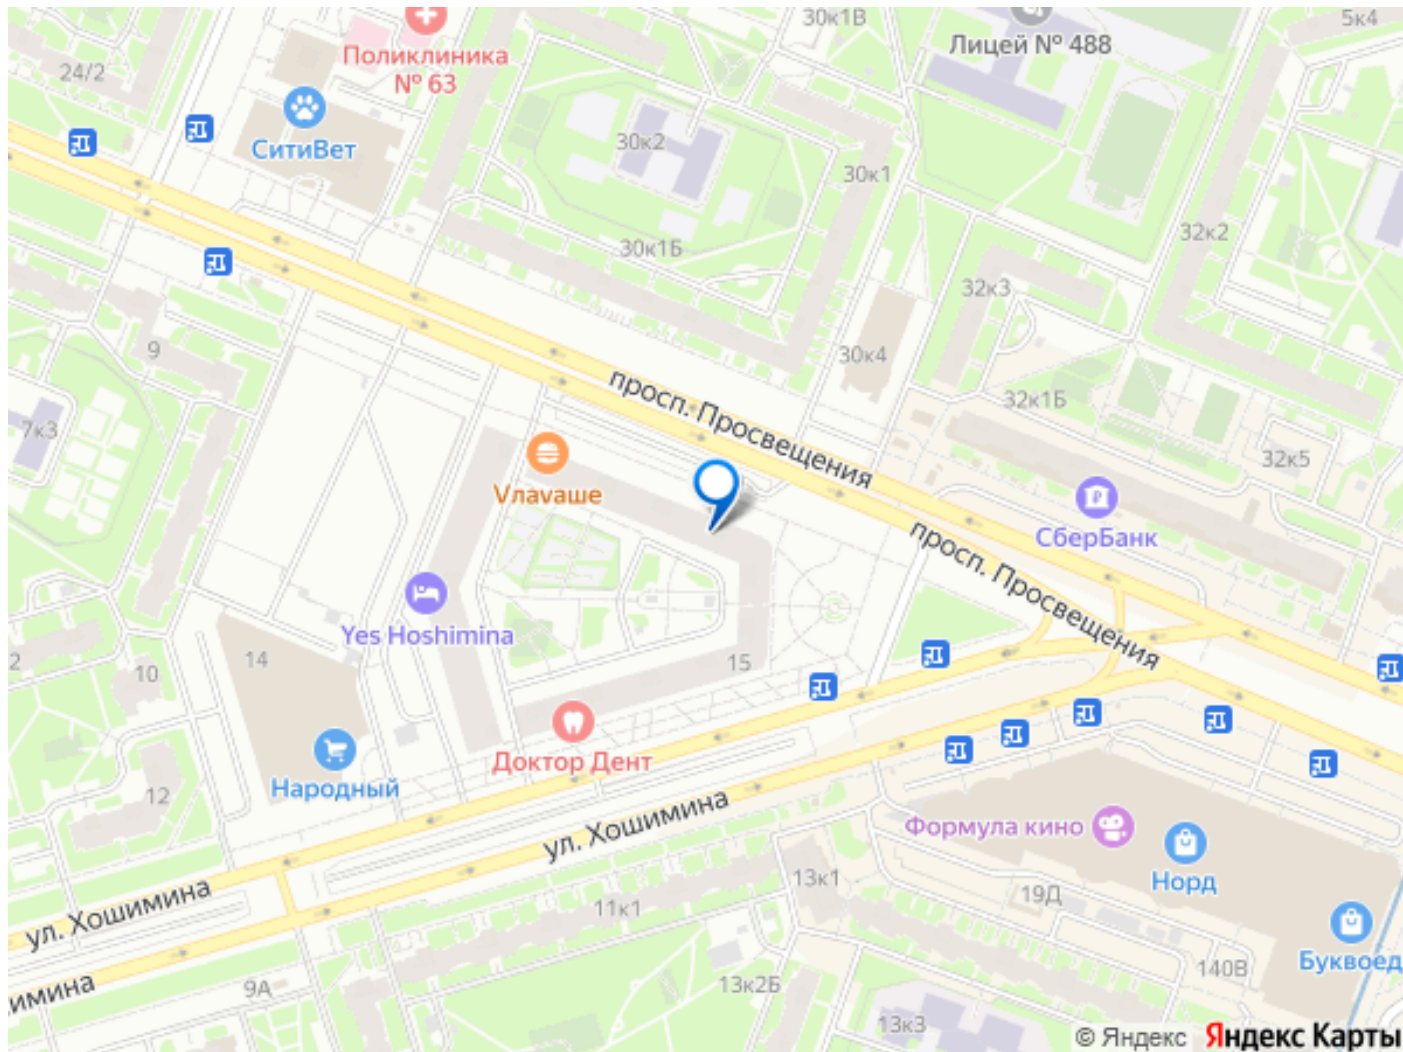 30к1В
5к4
Лицей № 488
Поликлиника
№ 63
24/2
СитиВет
30к2
30к1
32к2
30к1Б
32к3
9
30к4
просп. Просвещения
32к1Б
7к3
32к5
Vлаvаше
СберБанк
просп. Просвещения
Yes Hoshimina
2
14
15
10
Доктор Дент
Народный
12
ул. Хошимина
Формула кино
Норд
13к1
19Д
11к1
ул. Хошимина
Буквоед
140В
имина
9А
13к2Б
13к3
© Яндекс Яндекс Карты